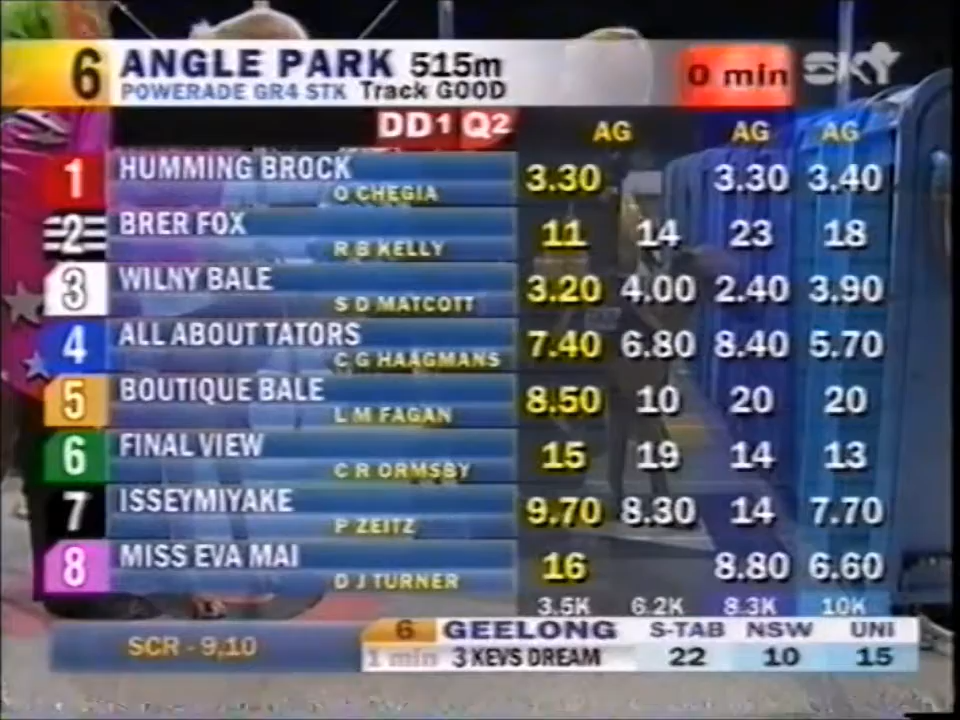 6 ANGLE PARK 515m 0 min SKY
POWERADE GR4 STK Track GOOD
DD1 Q2 AG AG AG
1 HUMMING BROCK 3.30 3.30 3.40
O CHEGIA
2 BRER FOX 11 14 23 18
R B KELLY
3 WILNY BALE 3.20 4.00 2.40 3.90
S D MATCOTT
4 ALL ABOUT TATORS 7.40 6.80 8.40 5.70
C G HAAGMANS
5 BOUTIQUE BALE 8.50 10 20 20
L M FAGAN
6 FINAL VIEW 15 19 14 13
C R ORMSBY
7 ISSEYMIYAKE 9.70 8.30 14 7.70
P ZEITZ
8 MISS EVA MAI 16 8.80 6.60
D J TURNER
3.5K 6.2K 8.3K 10K
SCR - 9,10
6 GEELONG S-TAB NSW UNI
1 min 3 KEVS DREAM 22 10 15